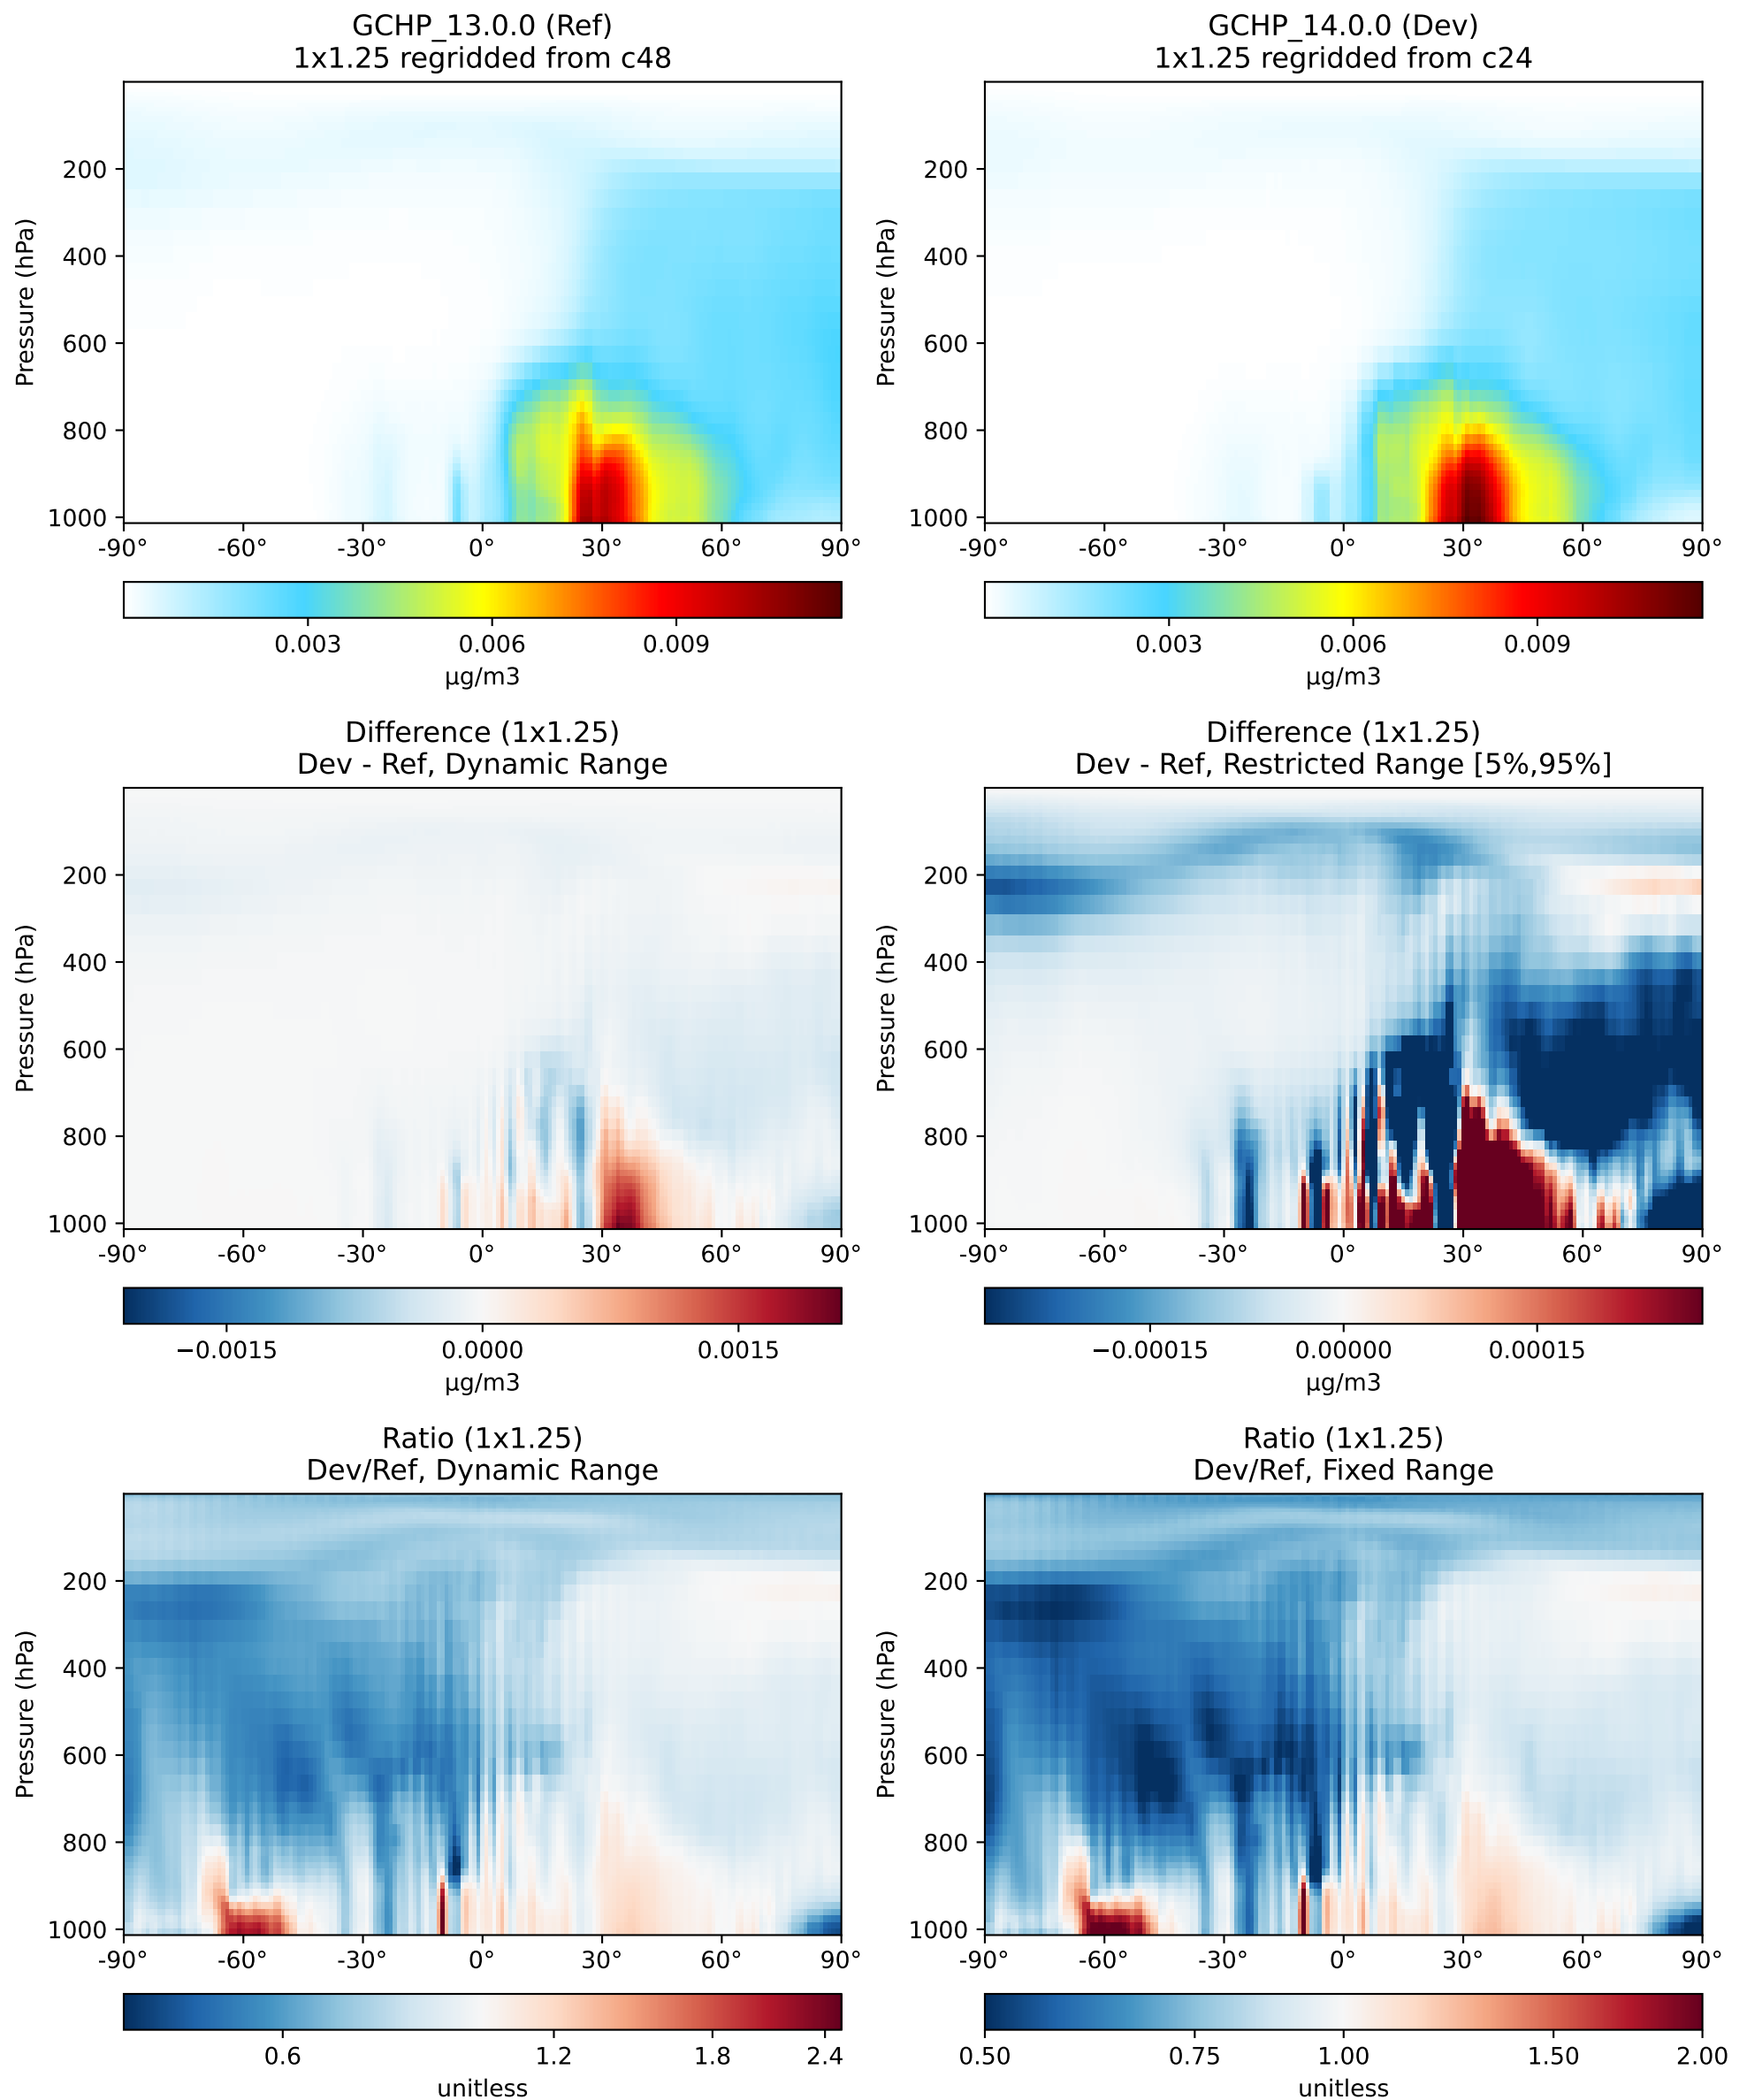 GCHP_13.0.0 (Ref)
1x1.25 regridded from c48
Pressure (hPa)
200
400
600
800
1000
-90° -60° -30° 0° 30° 60° 90°
0.003 0.006 0.009
µg/m3
GCHP_14.0.0 (Dev)
1x1.25 regridded from c24
Pressure (hPa)
200
400
600
800
1000
-90° -60° -30° 0° 30° 60° 90°
0.003 0.006 0.009
µg/m3
Difference (1x1.25)
Dev - Ref, Dynamic Range
Pressure (hPa)
200
400
600
800
1000
-90° -60° -30° 0° 30° 60° 90°
−0.0015 0.0000 0.0015
µg/m3
Difference (1x1.25)
Dev - Ref, Restricted Range [5%,95%]
Pressure (hPa)
200
400
600
800
1000
-90° -60° -30° 0° 30° 60° 90°
−0.00015 0.00000 0.00015
µg/m3
Ratio (1x1.25)
Dev/Ref, Dynamic Range
Pressure (hPa)
200
400
600
800
1000
-90° -60° -30° 0° 30° 60° 90°
0.6 1.2 1.8 2.4
unitless
Ratio (1x1.25)
Dev/Ref, Fixed Range
Pressure (hPa)
200
400
600
800
1000
-90° -60° -30° 0° 30° 60° 90°
0.50 0.75 1.00 1.50 2.00
unitless